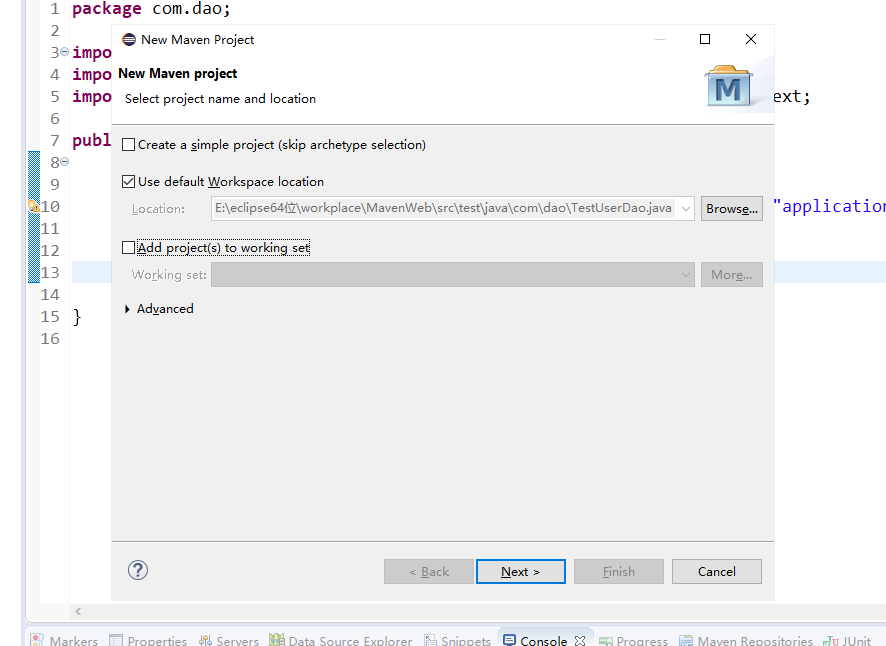 1 package com.dao;
2
New Maven Project
3 impo
4 impo
New Maven project
5 impo
Select project name and location
ext;
6
7 publ
Create a simple project (skip archetype selection)
8
9
Use default Workspace location
10
Location: E:\eclipse64位\workplace\MavenWeb\src\test\java\com\dao\TestUserDao.java Browse...
"application
11
12
Add project(s) to working set
13
Working set: More...
14
Advanced
15 }
16
M
? < Back Next > Finish Cancel
Markers Properties Servers Data Source Explorer Snippets Console Progress Maven Repositories JUnit